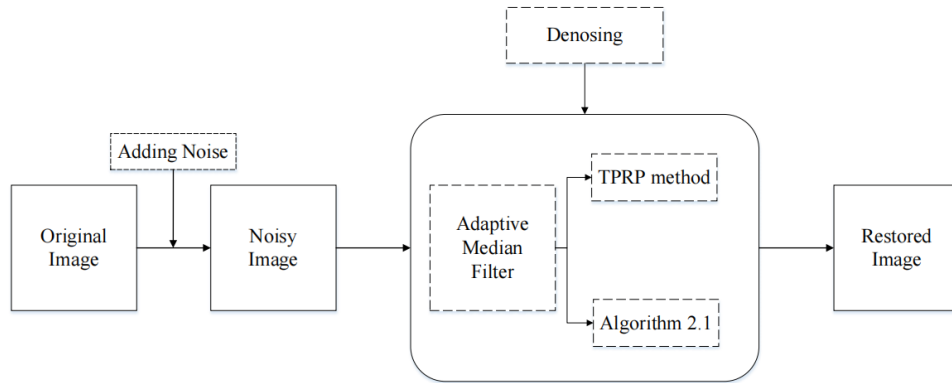 Denosing
Adding Noise
Original
Image
Noisy
Image
Adaptive
Median
Filter
TPRP method
Algorithm 2.1
Restored
Image